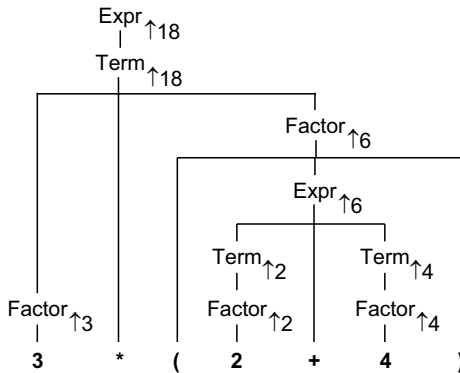 Expr↑18
Term↑18
Factor↑6
Expr↑6
Term↑2 Term↑4
Factor↑3 Factor↑2 Factor↑4
3 * ( 2 + 4 )